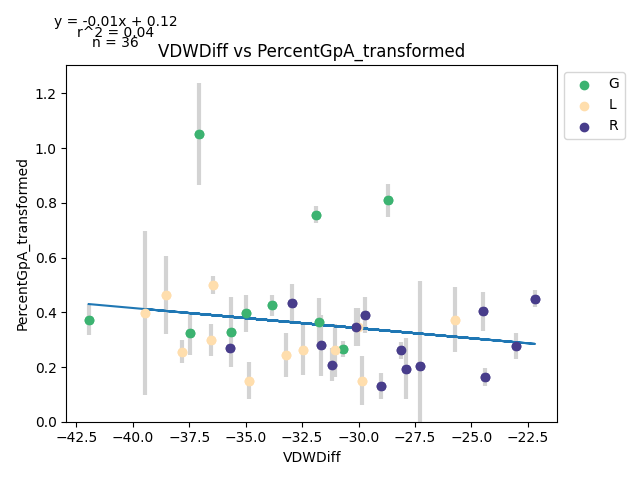 y = -0.01x + 0.12
r^2 = 0.04
n = 36
VDWDiff vs PercentGpA_transformed
G
L
R
PercentGpA_transformed
1.2
1.0
0.8
0.6
0.4
0.2
0.0
−42.5 −40.0 −37.5 −35.0 −32.5 −30.0 −27.5 −25.0 −22.5
VDWDiff